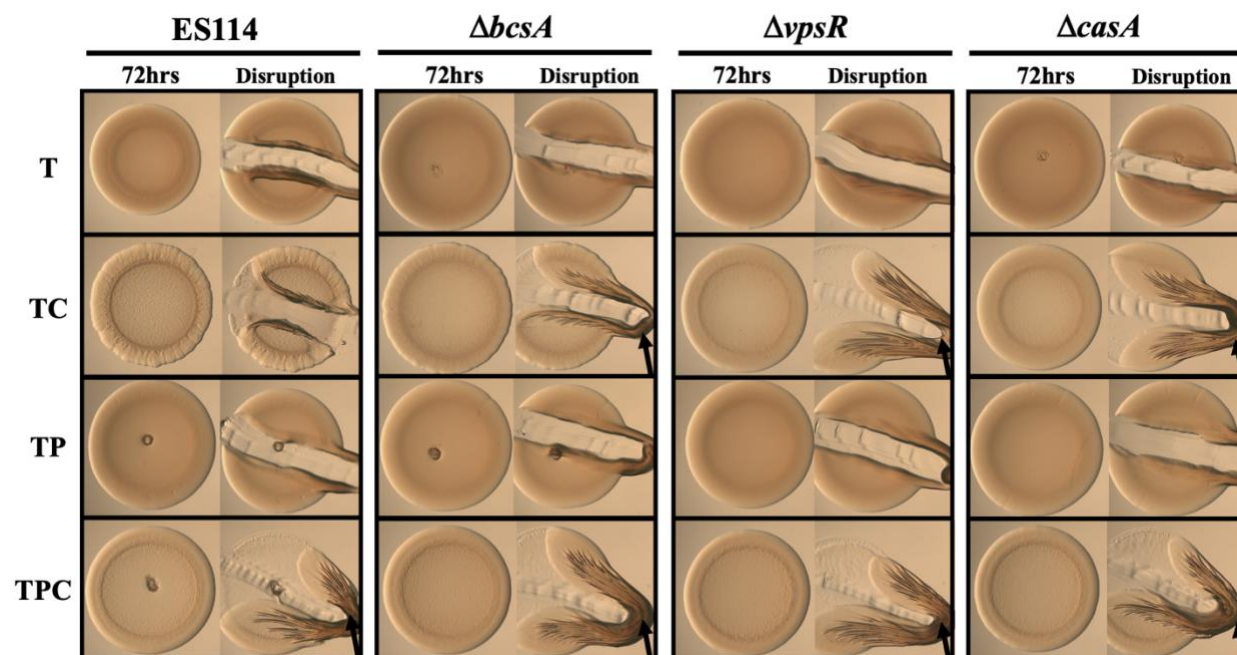 ES114 ΔbcsA ΔvpsR ΔcasA
72hrs Disruption 72hrs Disruption 72hrs Disruption 72hrs Disruption
T
TC
TP
TPC